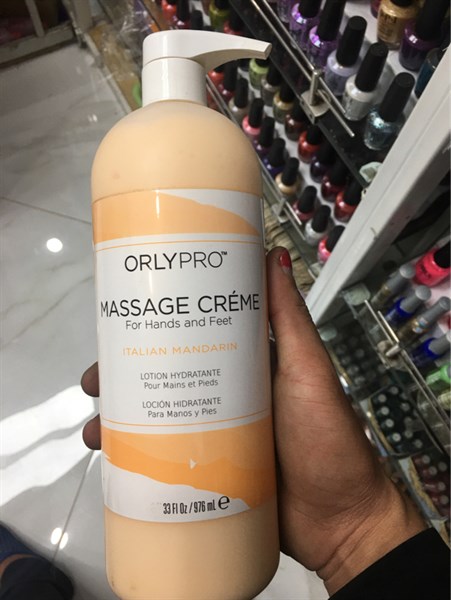 ORLYPRO™
MASSAGE CRÉME
For Hands and Feet
ITALIAN MANDARIN
LOTION HYDRATANTE
Pour Mains et Pieds
LOCIÓN HIDRATANTE
Para Manos y Pies
33 Fl Oz / 976 mL ℮